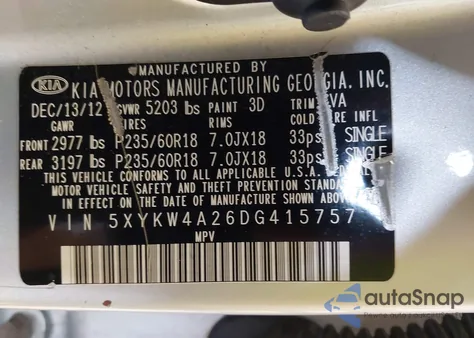 MANUFACTURED BY
KIA KIA MOTORS MANUFACTURING GEORGIA, INC.
DEC/13/12 GVWR 5203 lbs PAINT 3D TRIM VA
GAWR TIRES RIMS COLD TIRE INFL
FRONT 2977 lbs P235/60R18 7.0JX18 33psi SINGLE
REAR 3197 lbs P235/60R18 7.0JX18 33psi SINGLE
THIS VEHICLE CONFORMS TO ALL APPLICABLE U.S.A. FEDERAL
MOTOR VEHICLE SAFETY AND THEFT PREVENTION STANDARDS
IN EFFECT ON THE DATE OF MANUFACTURE SHOWN ABOVE.
VIN 5XYKW4A26DG415757
MPV
autoSnap